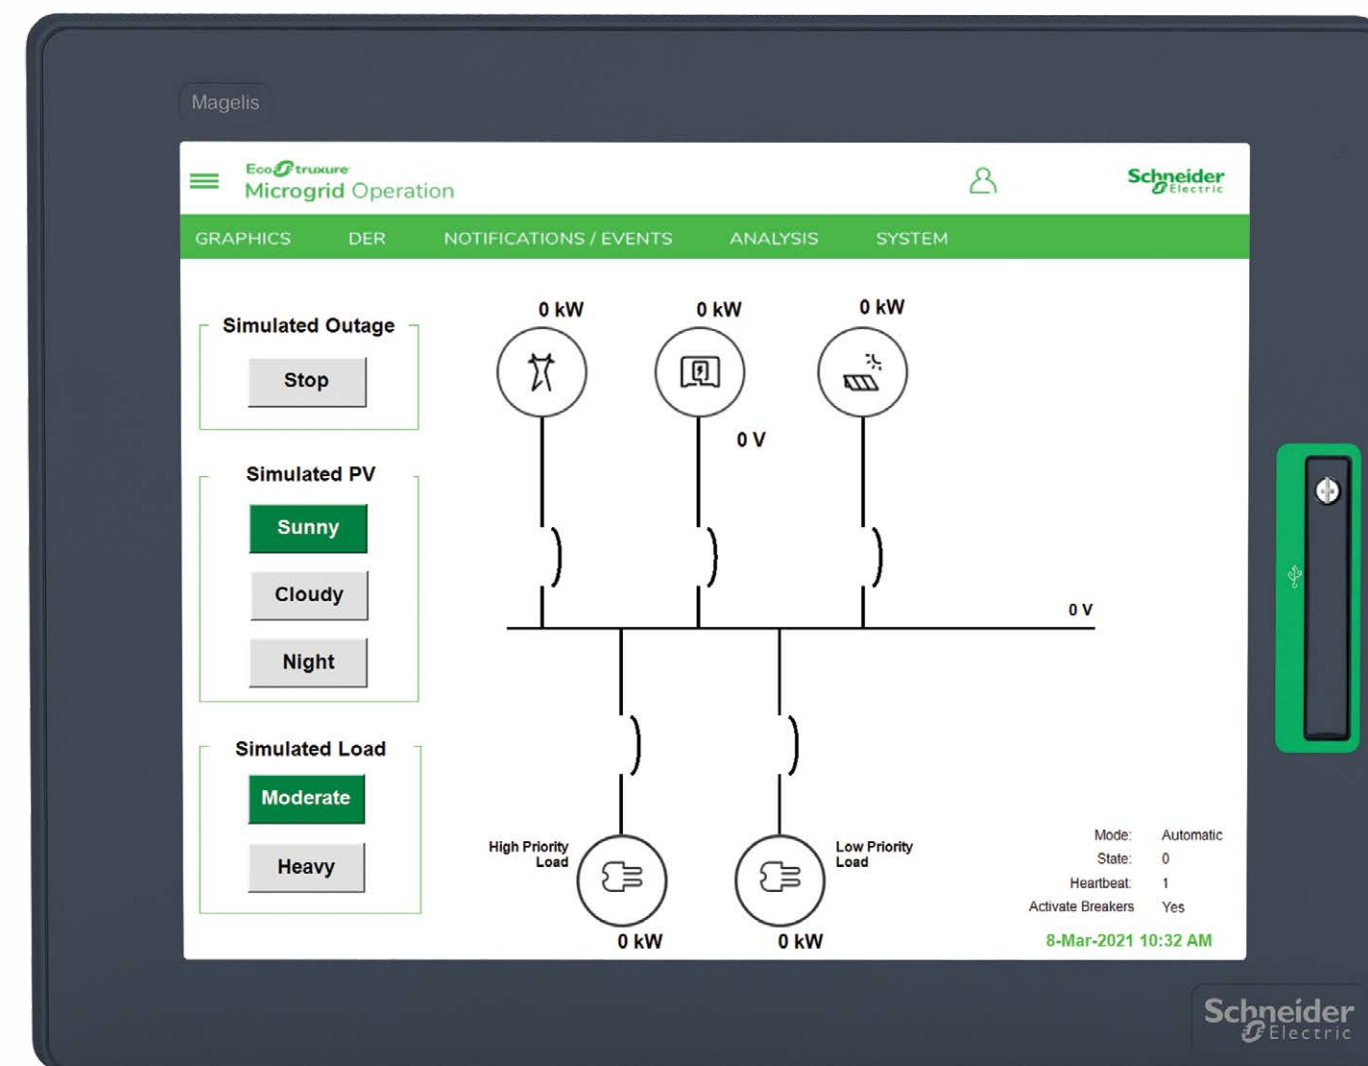 Magelis
EcoStruxure
Microgrid Operation
Schneider
Electric
GRAPHICS DER NOTIFICATIONS / EVENTS ANALYSIS SYSTEM
Simulated Outage
Stop
Simulated PV
Sunny
Cloudy
Night
Simulated Load
Moderate
Heavy
0 kW 0 kW 0 kW
0 V
0 V
High Priority
Load
Low Priority
Load
0 kW 0 kW
Mode: Automatic
State: 0
Heartbeat: 1
Activate Breakers Yes
8-Mar-2021 10:32 AM
Schneider
Electric